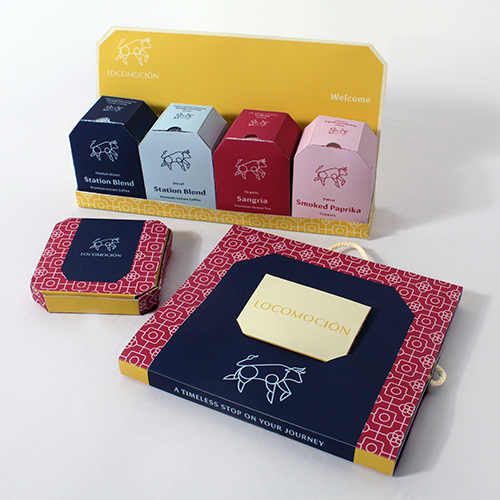 LOCOMOCIÓN
Welcome
Medium Roast
Station Blend
Premium Instant Coffee
Decaf
Station Blend
Premium Instant Coffee
Organic
Sangria
Premium Herbal Tea
Smoked Paprika
Crackers
LOCOMOCIÓN
LOCOMOCIÓN
A TIMELESS STOP ON YOUR JOURNEY